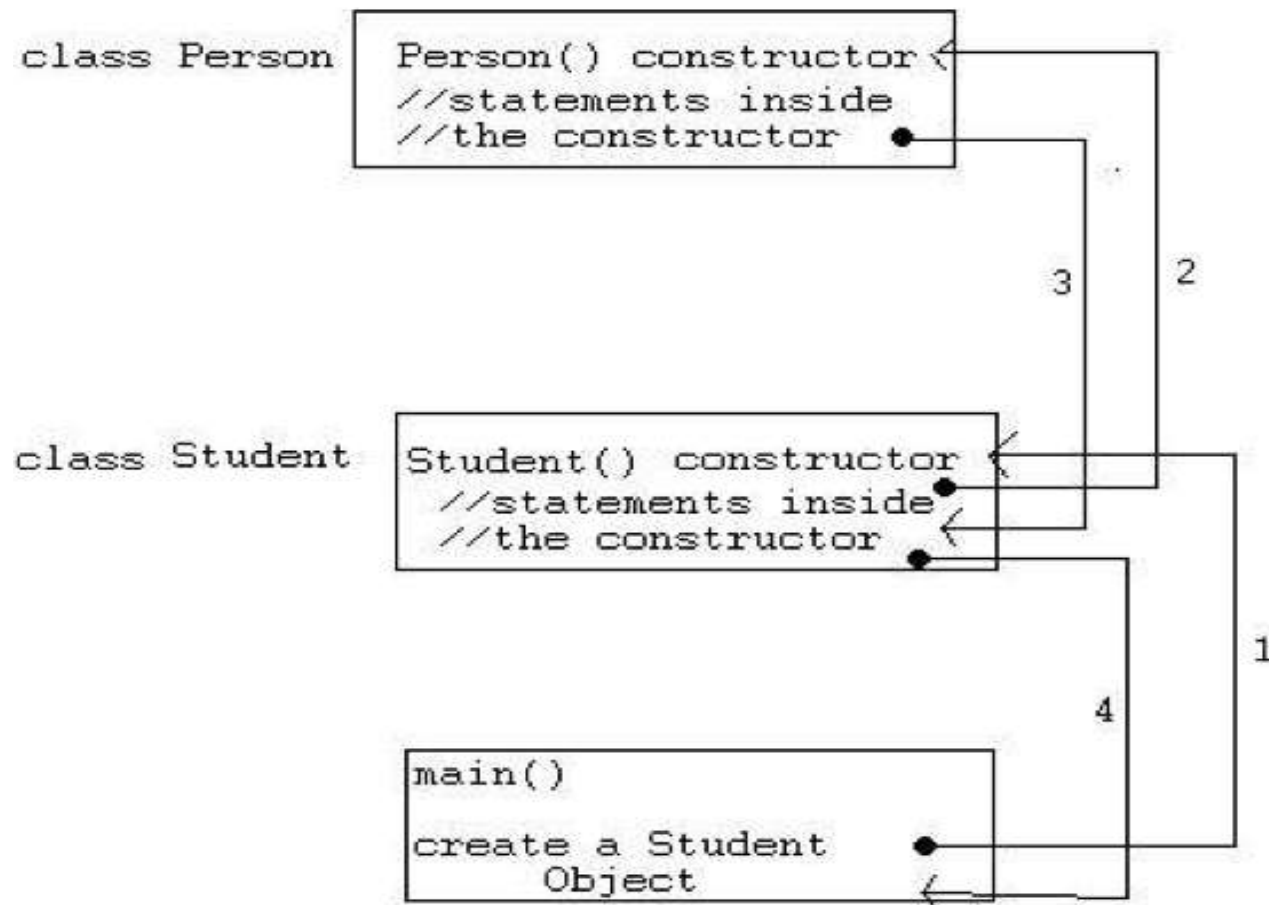 class Person
Person() constructor
//statements inside
//the constructor
3
2
class Student
Student() constructor
//statements inside
//the constructor
1
4
main()
create a Student
Object